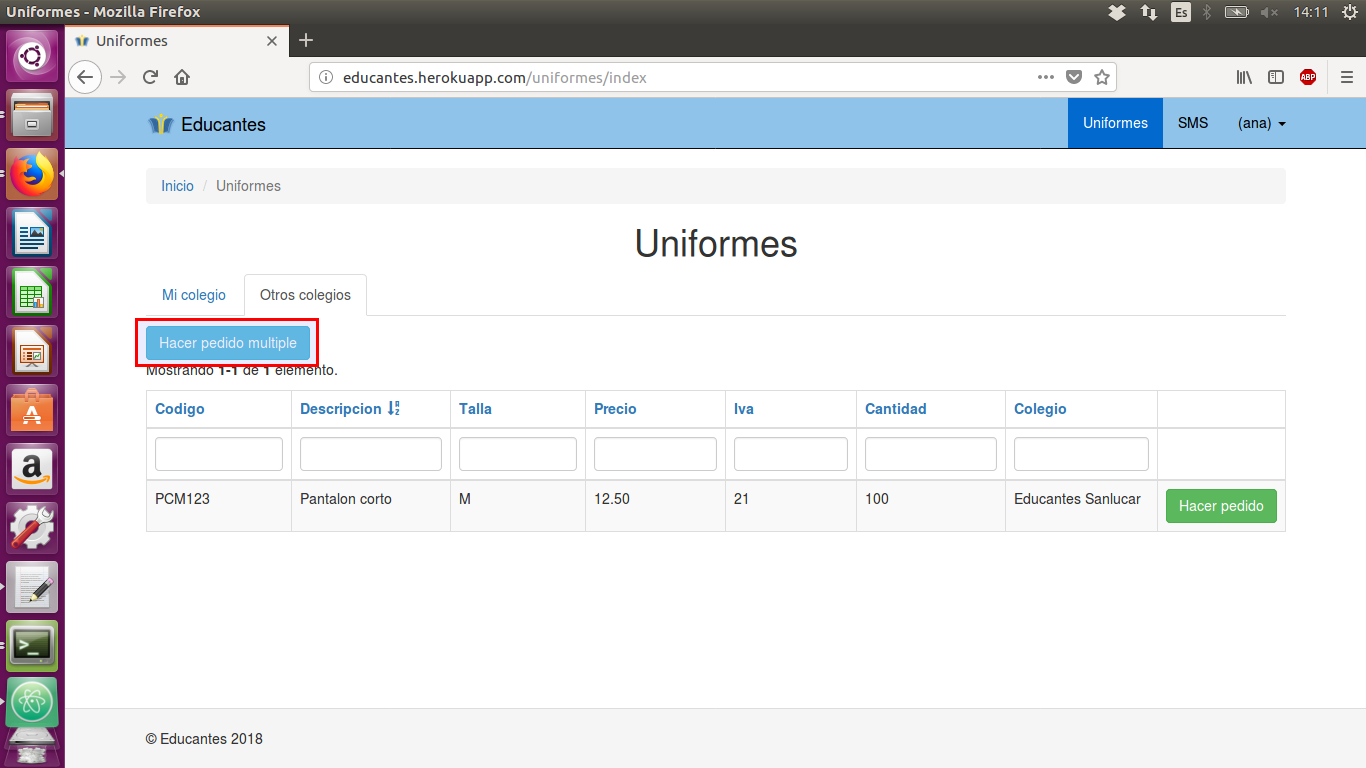 Uniformes - Mozilla Firefox
Es
14:11
Uniformes
educantes.herokuapp.com/uniformes/index
ABP
Educantes
Uniformes
SMS
(ana)
Inicio / Uniformes
Uniformes
Mi colegio
Otros colegios
Hacer pedido multiple
Mostrando 1-1 de 1 elemento.
Codigo
Descripcion
Talla
Precio
Iva
Cantidad
Colegio
PCM123
Pantalon corto
M
12.50
21
100
Educantes Sanlucar
Hacer pedido
© Educantes 2018